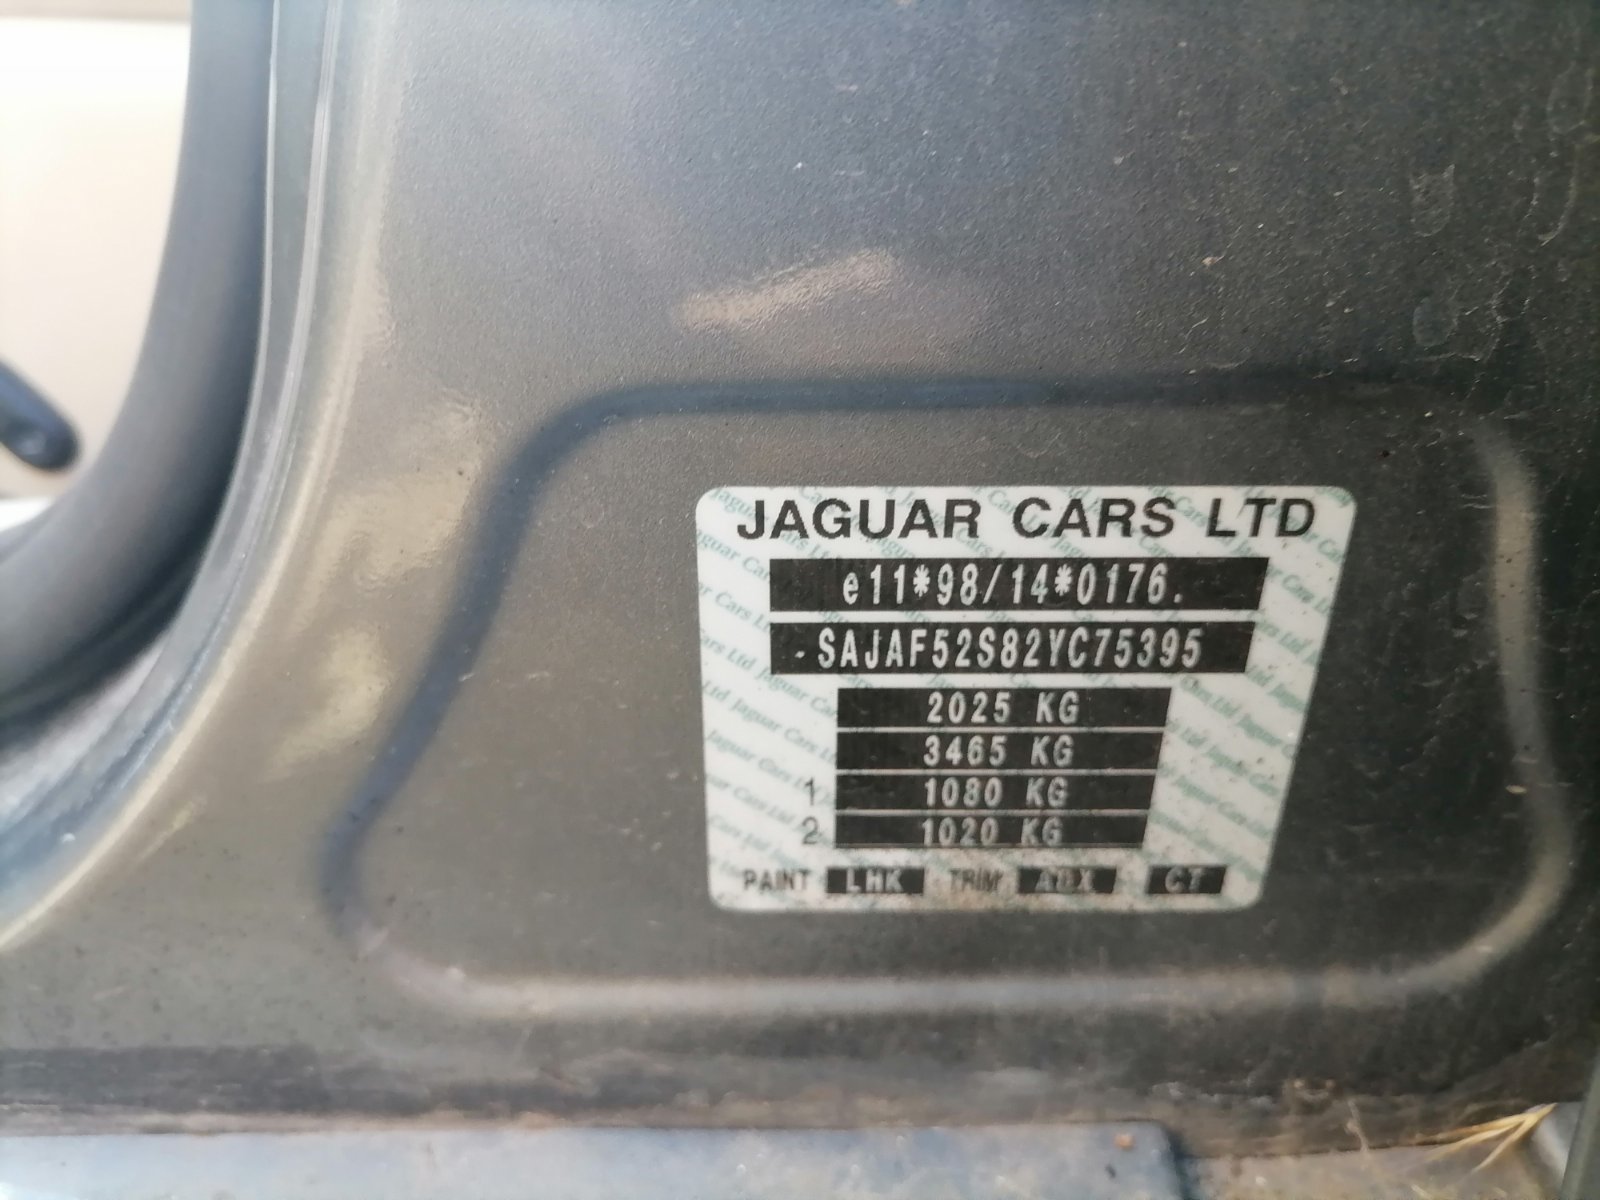 JAGUAR CARS LTD
e11*98/14*0176.
-SAJAF52S82YC75395
2025 KG
3465 KG
1 1080 KG
2 1020 KG
PAINT LHK TRIM ADX CT